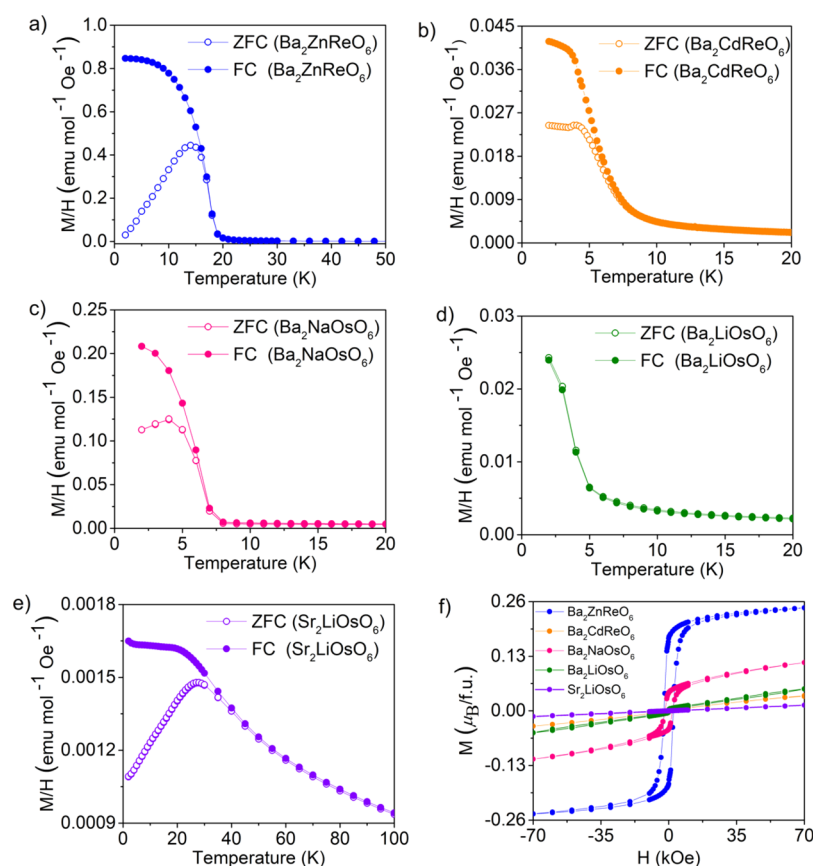 a)
ZFC (Ba₂ZnReO₆)
FC (Ba₂ZnReO₆)
M/H (emu mol⁻¹ Oe⁻¹)
1.0
0.8
0.6
0.4
0.2
0.0
0 10 20 30 40 50
Temperature (K)
b)
ZFC (Ba₂CdReO₆)
FC (Ba₂CdReO₆)
M/H (emu mol⁻¹ Oe⁻¹)
0.045
0.036
0.027
0.018
0.009
0.000
0 5 10 15 20
Temperature (K)
c)
ZFC (Ba₂NaOsO₆)
FC (Ba₂NaOsO₆)
M/H (emu mol⁻¹ Oe⁻¹)
0.25
0.20
0.15
0.10
0.05
0.00
0 5 10 15 20
Temperature (K)
d)
ZFC (Ba₂LiOsO₆)
FC (Ba₂LiOsO₆)
M/H (emu mol⁻¹ Oe⁻¹)
0.03
0.02
0.01
0.00
0 5 10 15 20
Temperature (K)
e)
ZFC (Sr₂LiOsO₆)
FC (Sr₂LiOsO₆)
M/H (emu mol⁻¹ Oe⁻¹)
0.0018
0.0015
0.0012
0.0009
0 20 40 60 80 100
Temperature (K)
f)
Ba₂ZnReO₆
Ba₂CdReO₆
Ba₂NaOsO₆
Ba₂LiOsO₆
Sr₂LiOsO₆
M (μB/f.u.)
0.26
0.13
0.00
-0.13
-0.26
-70 -35 0 35 70
H (kOe)